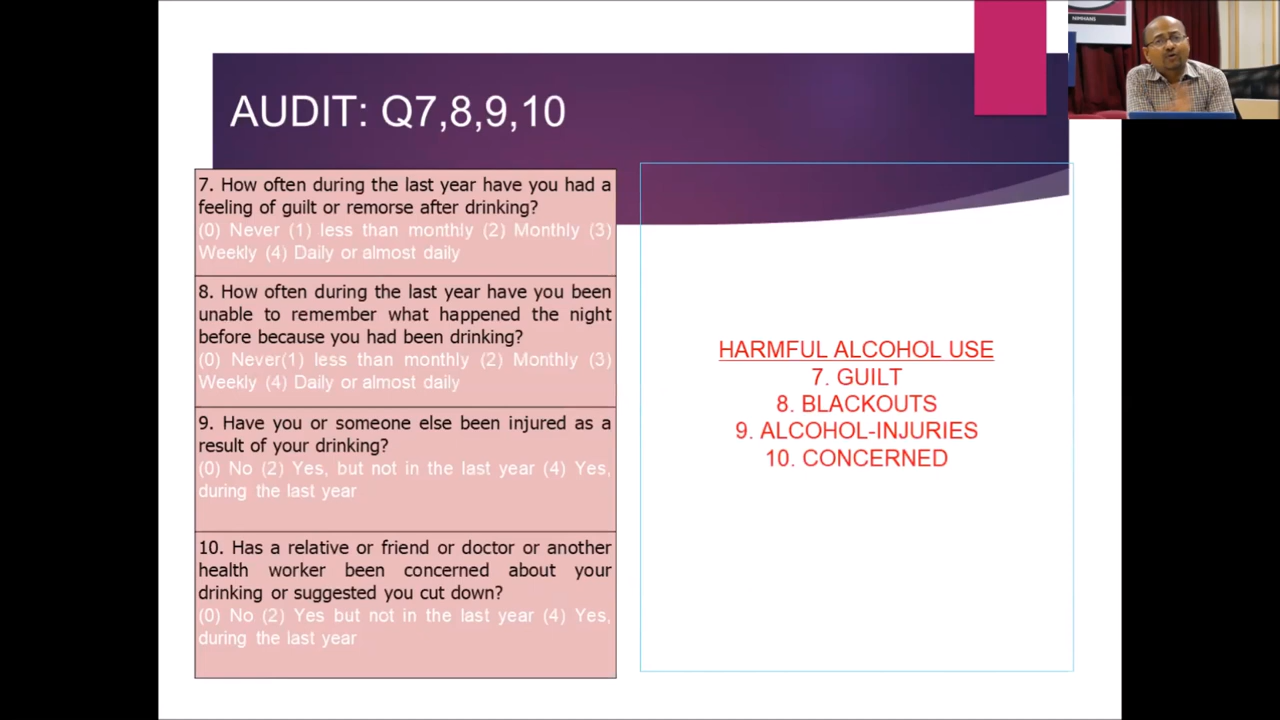 NIMHANS
AUDIT: Q7,8,9,10
7. How often during the last year have you had a
feeling of guilt or remorse after drinking?
(0) Never (1) less than monthly (2) Monthly (3)
Weekly (4) Daily or almost daily
8. How often during the last year have you been
unable to remember what happened the night
before because you had been drinking?
(0) Never(1) less than monthly (2) Monthly (3)
Weekly (4) Daily or almost daily
9. Have you or someone else been injured as a
result of your drinking?
(0) No (2) Yes, but not in the last year (4) Yes,
during the last year
10. Has a relative or friend or doctor or another
health worker been concerned about your
drinking or suggested you cut down?
(0) No (2) Yes but not in the last year (4) Yes,
during the last year
HARMFUL ALCOHOL USE
7. GUILT
8. BLACKOUTS
9. ALCOHOL-INJURIES
10. CONCERNED